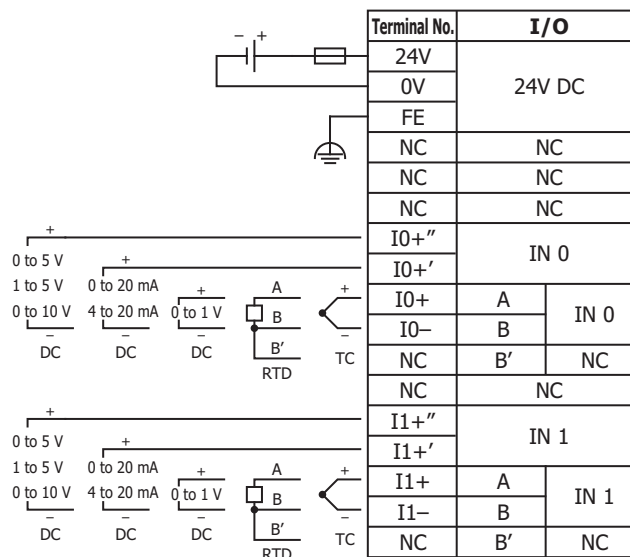 Terminal No. I/O
− + 24V
0V 24V DC
FE
NC NC
NC NC
NC NC
+ I0+″
0 to 5 V + I0+′ IN 0
1 to 5 V 0 to 20 mA + A + I0+ A IN 0
0 to 10 V 4 to 20 mA 0 to 1 V B I0− B
− − − B′ − NC B′ NC
DC DC DC RTD TC
NC NC
+ I1+″
0 to 5 V + I1+′ IN 1
1 to 5 V 0 to 20 mA + A + I1+ A IN 1
0 to 10 V 4 to 20 mA 0 to 1 V B I1− B
− − − B′ − NC B′ NC
DC DC DC RTD TC